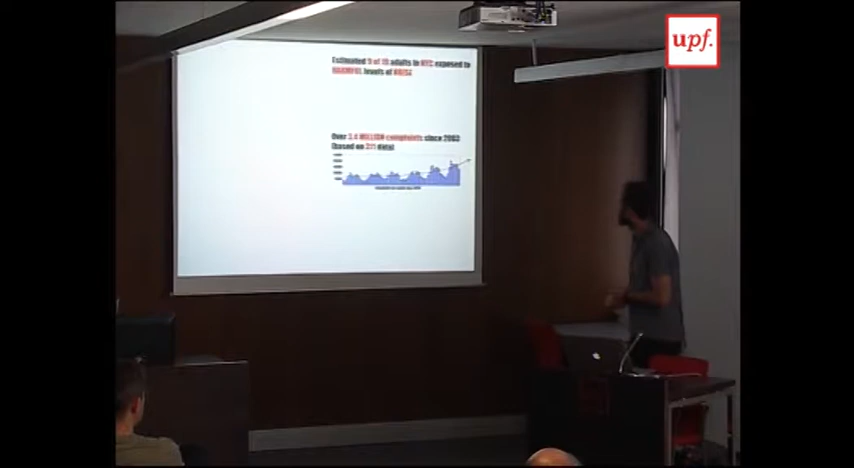 upf.
Estimated 9 of 10 adults in NYC exposed to
HARMFUL levels of NOISE
Over 3.4 MILLION complaints since 2003
(based on 311 data)